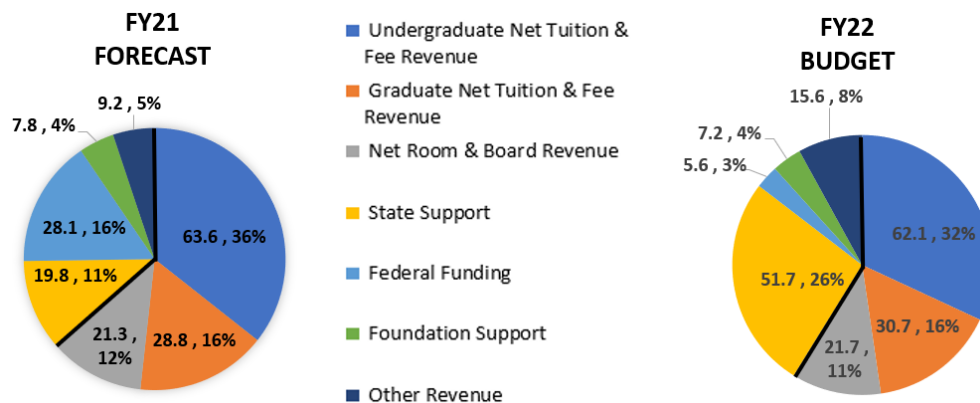 FY21
FORECAST
9.2 , 5%
7.8 , 4%
28.1 , 16%
63.6 , 36%
19.8 , 11%
21.3 ,
12%
28.8 , 16%
Undergraduate Net Tuition &
Fee Revenue
Graduate Net Tuition & Fee
Revenue
Net Room & Board Revenue
State Support
Federal Funding
Foundation Support
Other Revenue
FY22
BUDGET
15.6 , 8%
7.2 , 4%
5.6 , 3%
62.1 , 32%
51.7 , 26%
30.7 , 16%
21.7 ,
11%